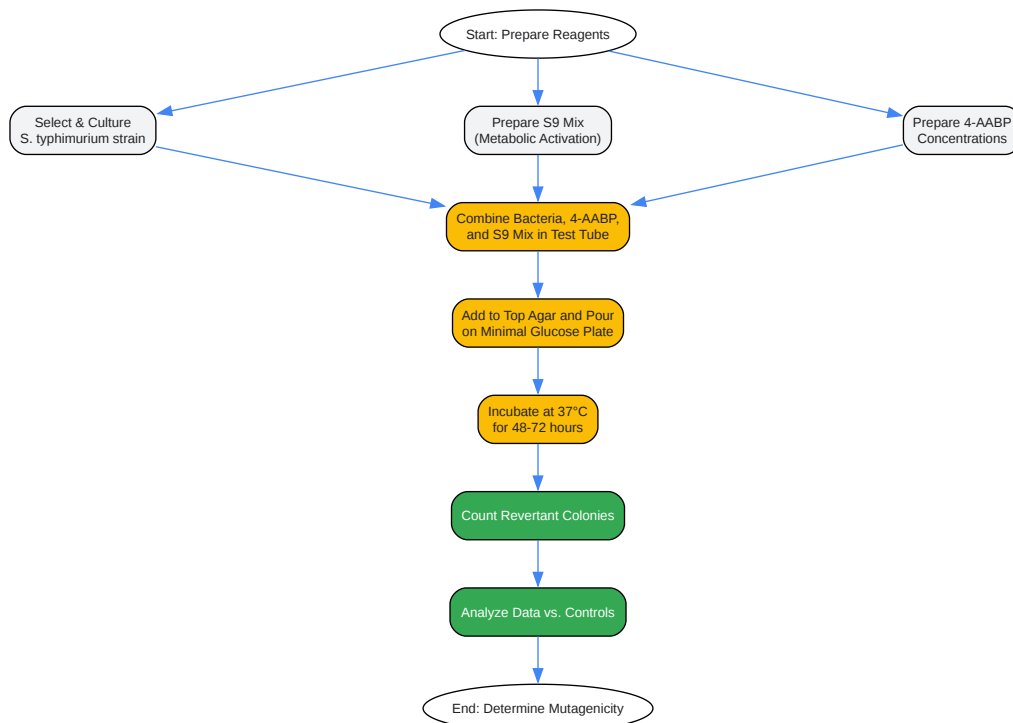 Start: Prepare Reagents
Select & Culture
S. typhimurium strain
Prepare S9 Mix
(Metabolic Activation)
Prepare 4-AABP
Concentrations
Combine Bacteria, 4-AABP,
and S9 Mix in Test Tube
Add to Top Agar and Pour
on Minimal Glucose Plate
Incubate at 37°C
for 48-72 hours
Count Revertant Colonies
Analyze Data vs. Controls
End: Determine Mutagenicity